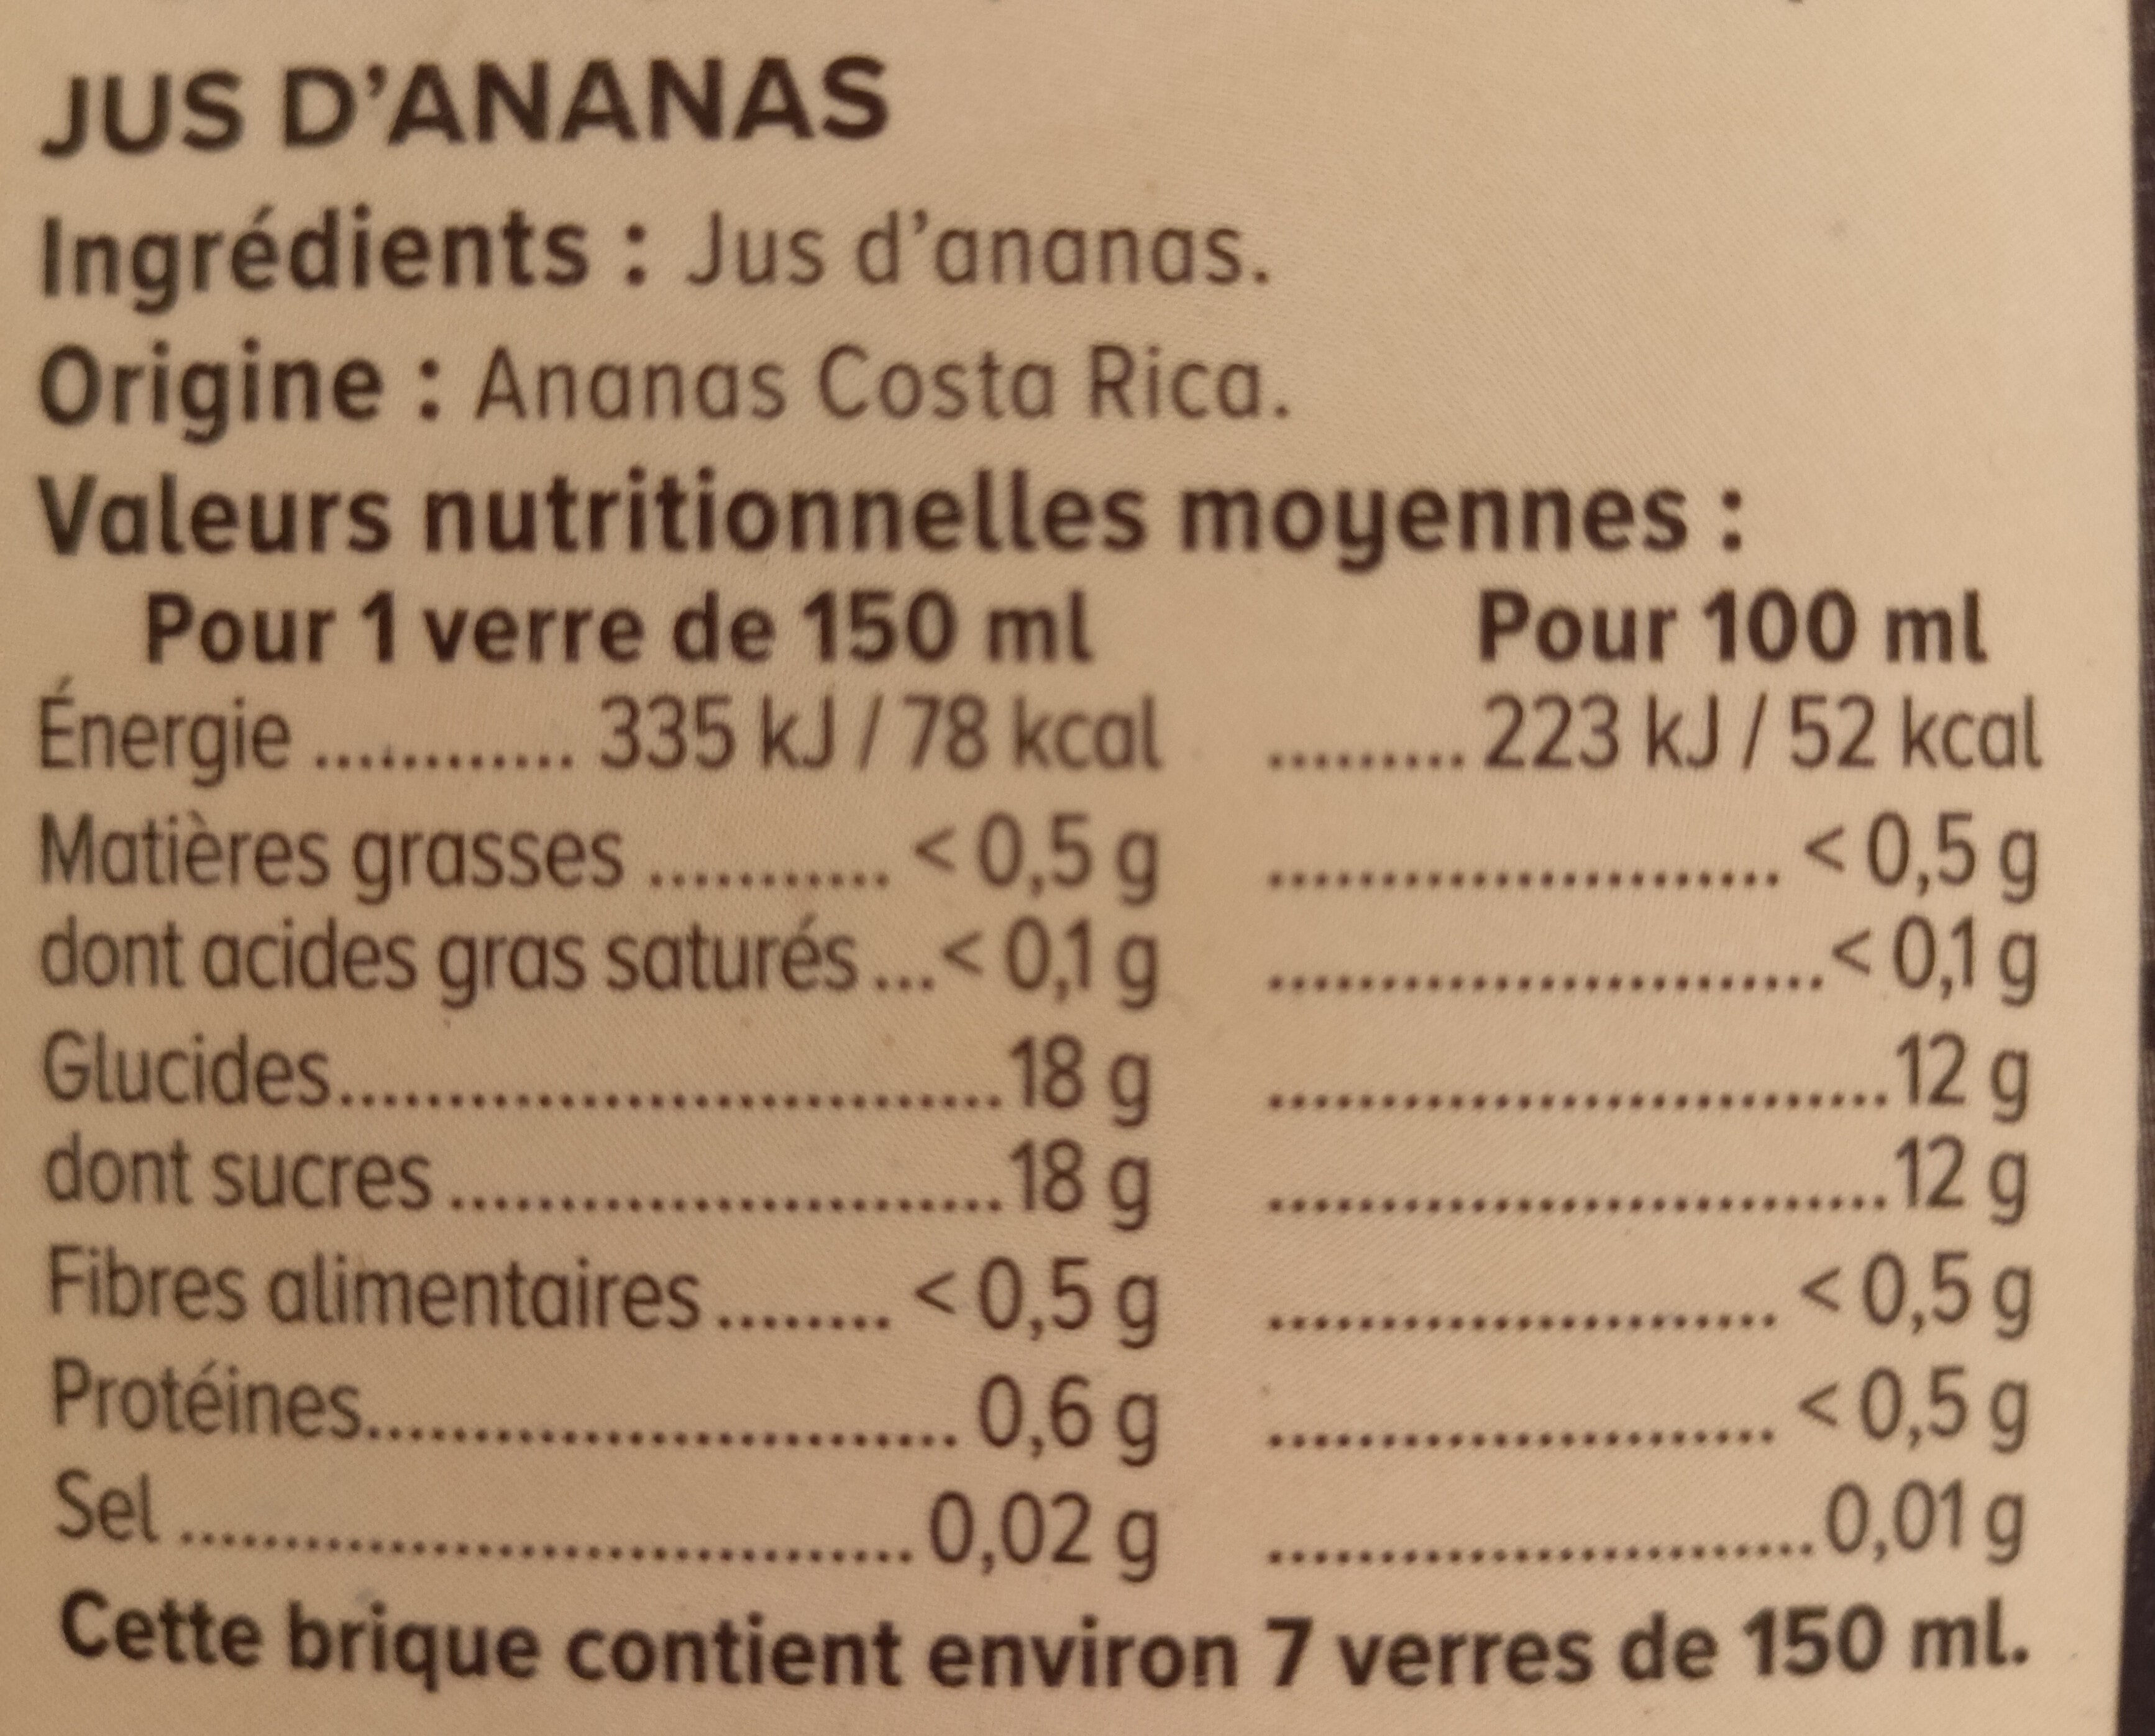 JUS D'ANANAS
Ingrédients : Jus d'ananas.
Origine : Ananas Costa Rica.
Valeurs nutritionnelles moyennes :
Pour 1 verre de 150 ml Pour 100 ml
Énergie ............ 335 kJ / 78 kcal ......... 223 kJ / 52 kcal
Matières grasses ........... < 0,5 g ....................... < 0,5 g
dont acides gras saturés ... < 0,1 g ......................... < 0,1 g
Glucides.............................. 18 g ............................ 12 g
dont sucres ......................... 18 g ............................ 12 g
Fibres alimentaires ........ < 0,5 g ....................... < 0,5 g
Protéines........................... 0,6 g ....................... < 0,5 g
Sel .................................. 0,02 g ......................... 0,01 g
Cette brique contient environ 7 verres de 150 ml.